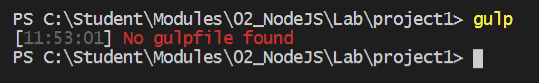 PS C:\Student\Modules\02_NodeJS\Lab\project1> gulp
[11:53:01] No gulpfile found
PS C:\Student\Modules\02_NodeJS\Lab\project1>